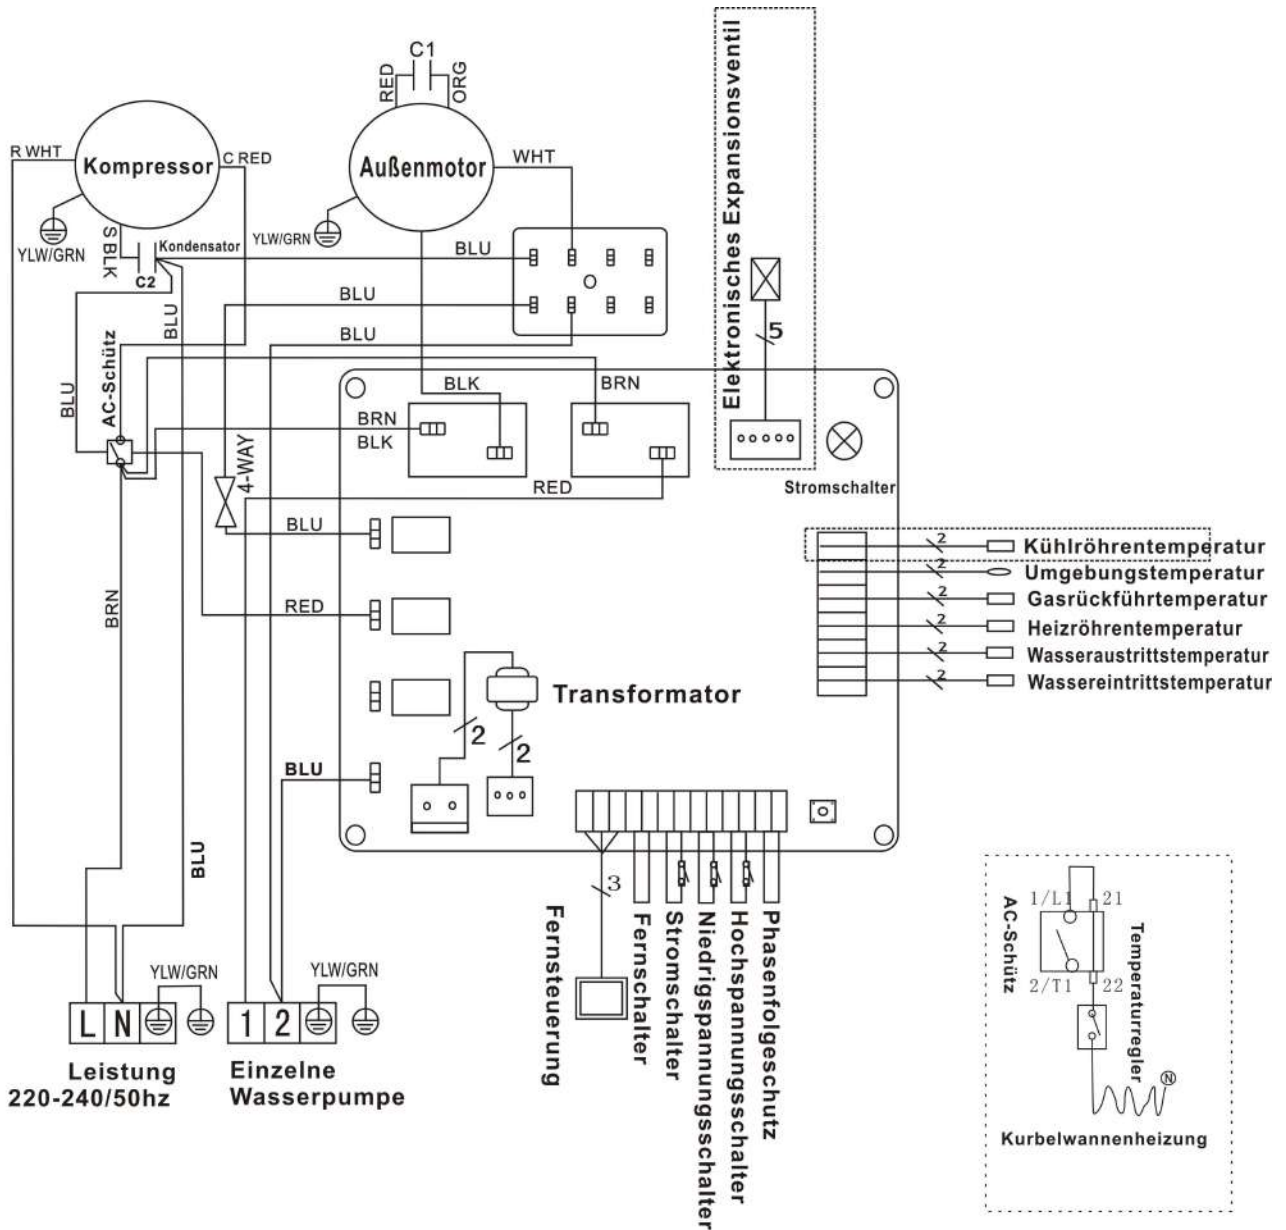 C1
RED
ORG
R WHT
Kompressor
C RED
Außenmotor
WHT
YLW/GRN
S BLK
Kondensator
C2
YLW/GRN
BLU
BLU
BLU
BLU
BLU
AC-Schütz
Elektronisches Expansionsventil
5
BLK
BRN
BRN
BLK
4-WAY
RED
Stromschalter
BLU
BRN
RED
2
Kühlröhrentemperatur
2
Umgebungstemperatur
2
Gasrückführtemperatur
2
Heizröhrentemperatur
2
Wasseraustrittstemperatur
2
Wassereintrittstemperatur
Transformator
2
2
BLU
BLU
3
Fernsteuerung
Fernschalter
Stromschalter
Niedrigspannungsschalter
Hochspannungsschalter
Phasenfolgeschutz
YLW/GRN
YLW/GRN
L N
1 2
Leistung
220-240/50hz
Einzelne
Wasserpumpe
AC-Schütz
1/L1
21
2/T1
22
Temperaturregler
N
Kurbelwannenheizung